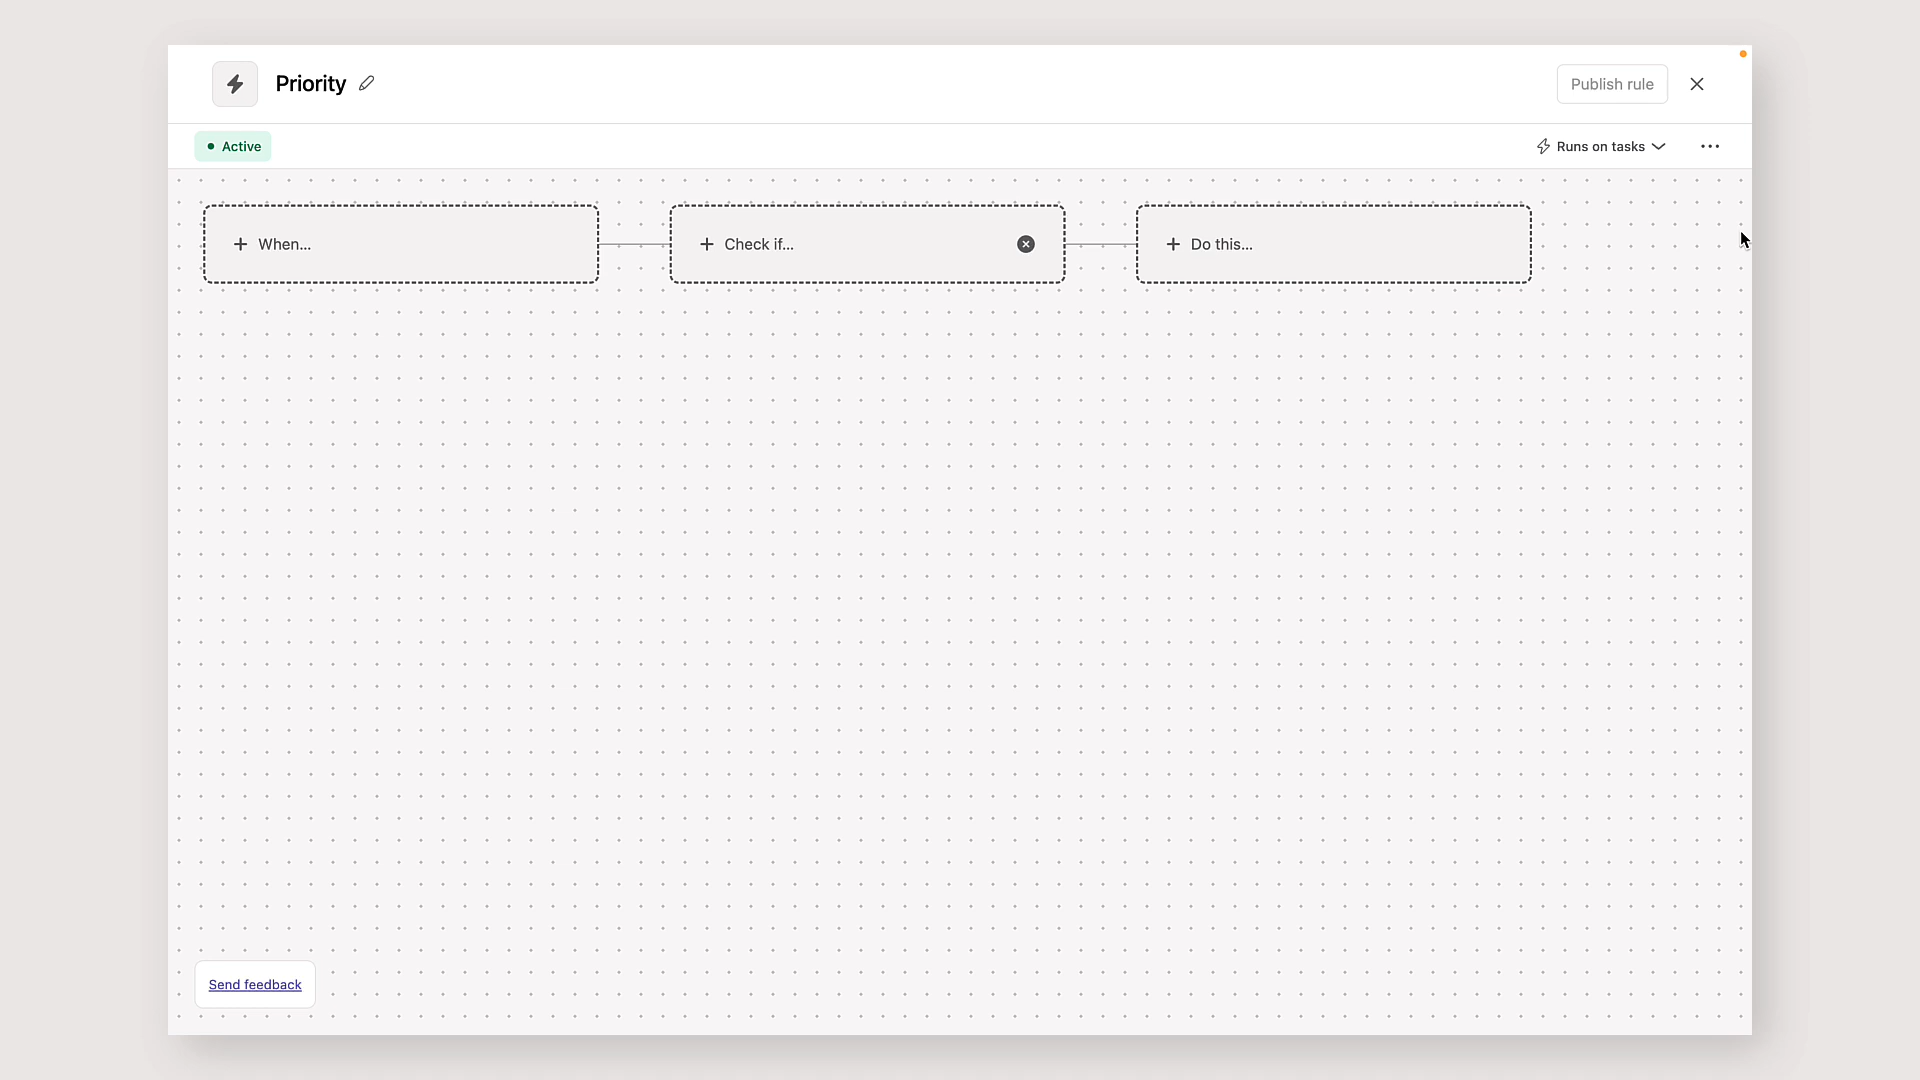 Priority
Publish rule
Active
Runs on tasks
When...
Check if...
Do this...
Send feedback